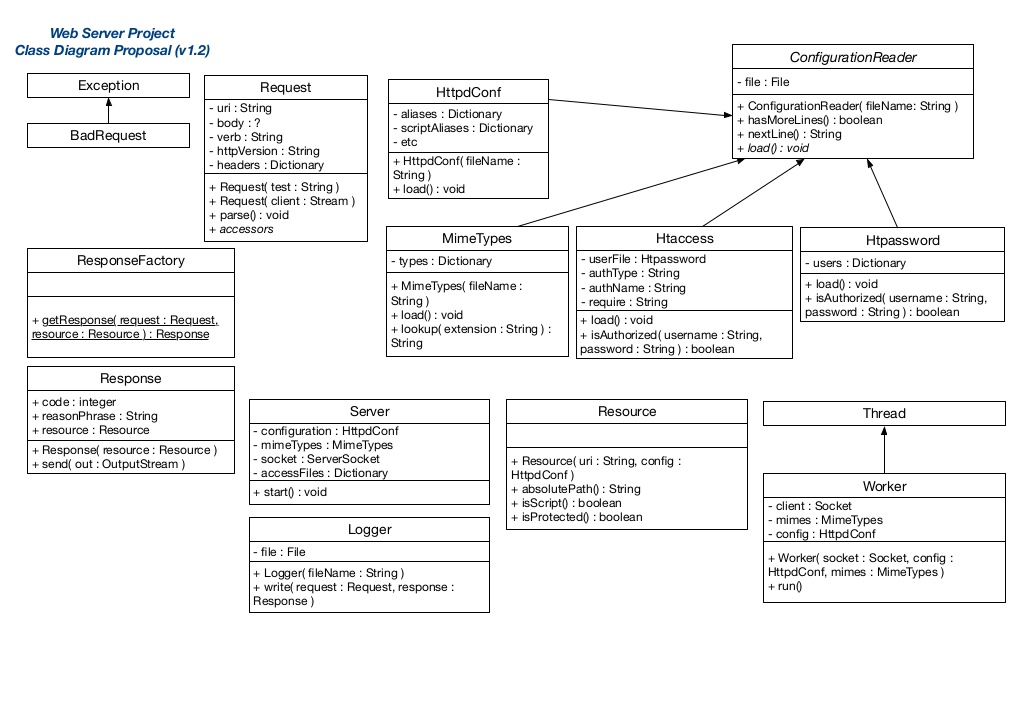 Web Server Project
Class Diagram Proposal (v1.2)
Exception
BadRequest
Request
- uri : String
- body : ?
- verb : String
- httpVersion : String
- headers : Dictionary
+ Request( test : String )
+ Request( client : Stream )
+ parse() : void
+ accessors
HttpdConf
- aliases : Dictionary
- scriptAliases : Dictionary
- etc
+ HttpdConf( fileName :
String )
+ load() : void
ConfigurationReader
- file : File
+ ConfigurationReader( fileName: String )
+ hasMoreLines() : boolean
+ nextLine() : String
+ load() : void
MimeTypes
- types : Dictionary
+ MimeTypes( fileName :
String )
+ load() : void
+ lookup( extension : String ) :
String
Htaccess
- userFile : Htpassword
- authType : String
- authName : String
- require : String
+ load() : void
+ isAuthorized( username : String,
password : String ) : boolean
Htpassword
- users : Dictionary
+ load() : void
+ isAuthorized( username : String,
password : String ) : boolean
ResponseFactory
+ getResponse( request : Request,
resource : Resource ) : Response
Response
+ code : integer
+ reasonPhrase : String
+ resource : Resource
+ Response( resource : Resource )
+ send( out : OutputStream )
Server
- configuration : HttpdConf
- mimeTypes : MimeTypes
- socket : ServerSocket
- accessFiles : Dictionary
+ start() : void
Logger
- file : File
+ Logger( fileName : String )
+ write( request : Request, response :
Response )
Resource
+ Resource( uri : String, config :
HttpdConf )
+ absolutePath() : String
+ isScript() : boolean
+ isProtected() : boolean
Thread
Worker
- client : Socket
- mimes : MimeTypes
- config : HttpdConf
+ Worker( socket : Socket, config :
HttpdConf, mimes : MimeTypes )
+ run()